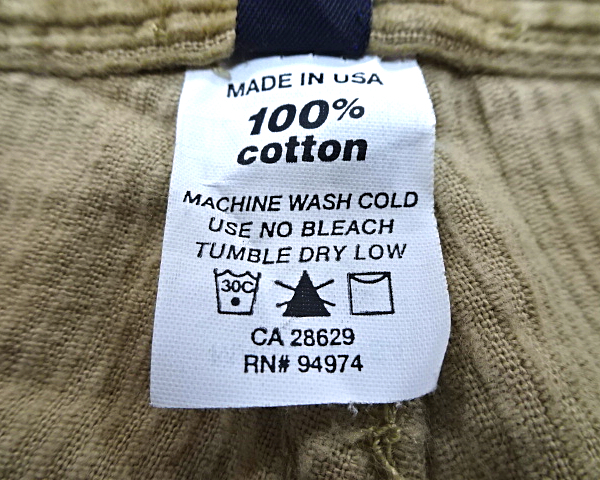 MADE IN USA
100%
cotton
MACHINE WASH COLD
USE NO BLEACH
TUMBLE DRY LOW
30C
CA 28629
RN# 94974